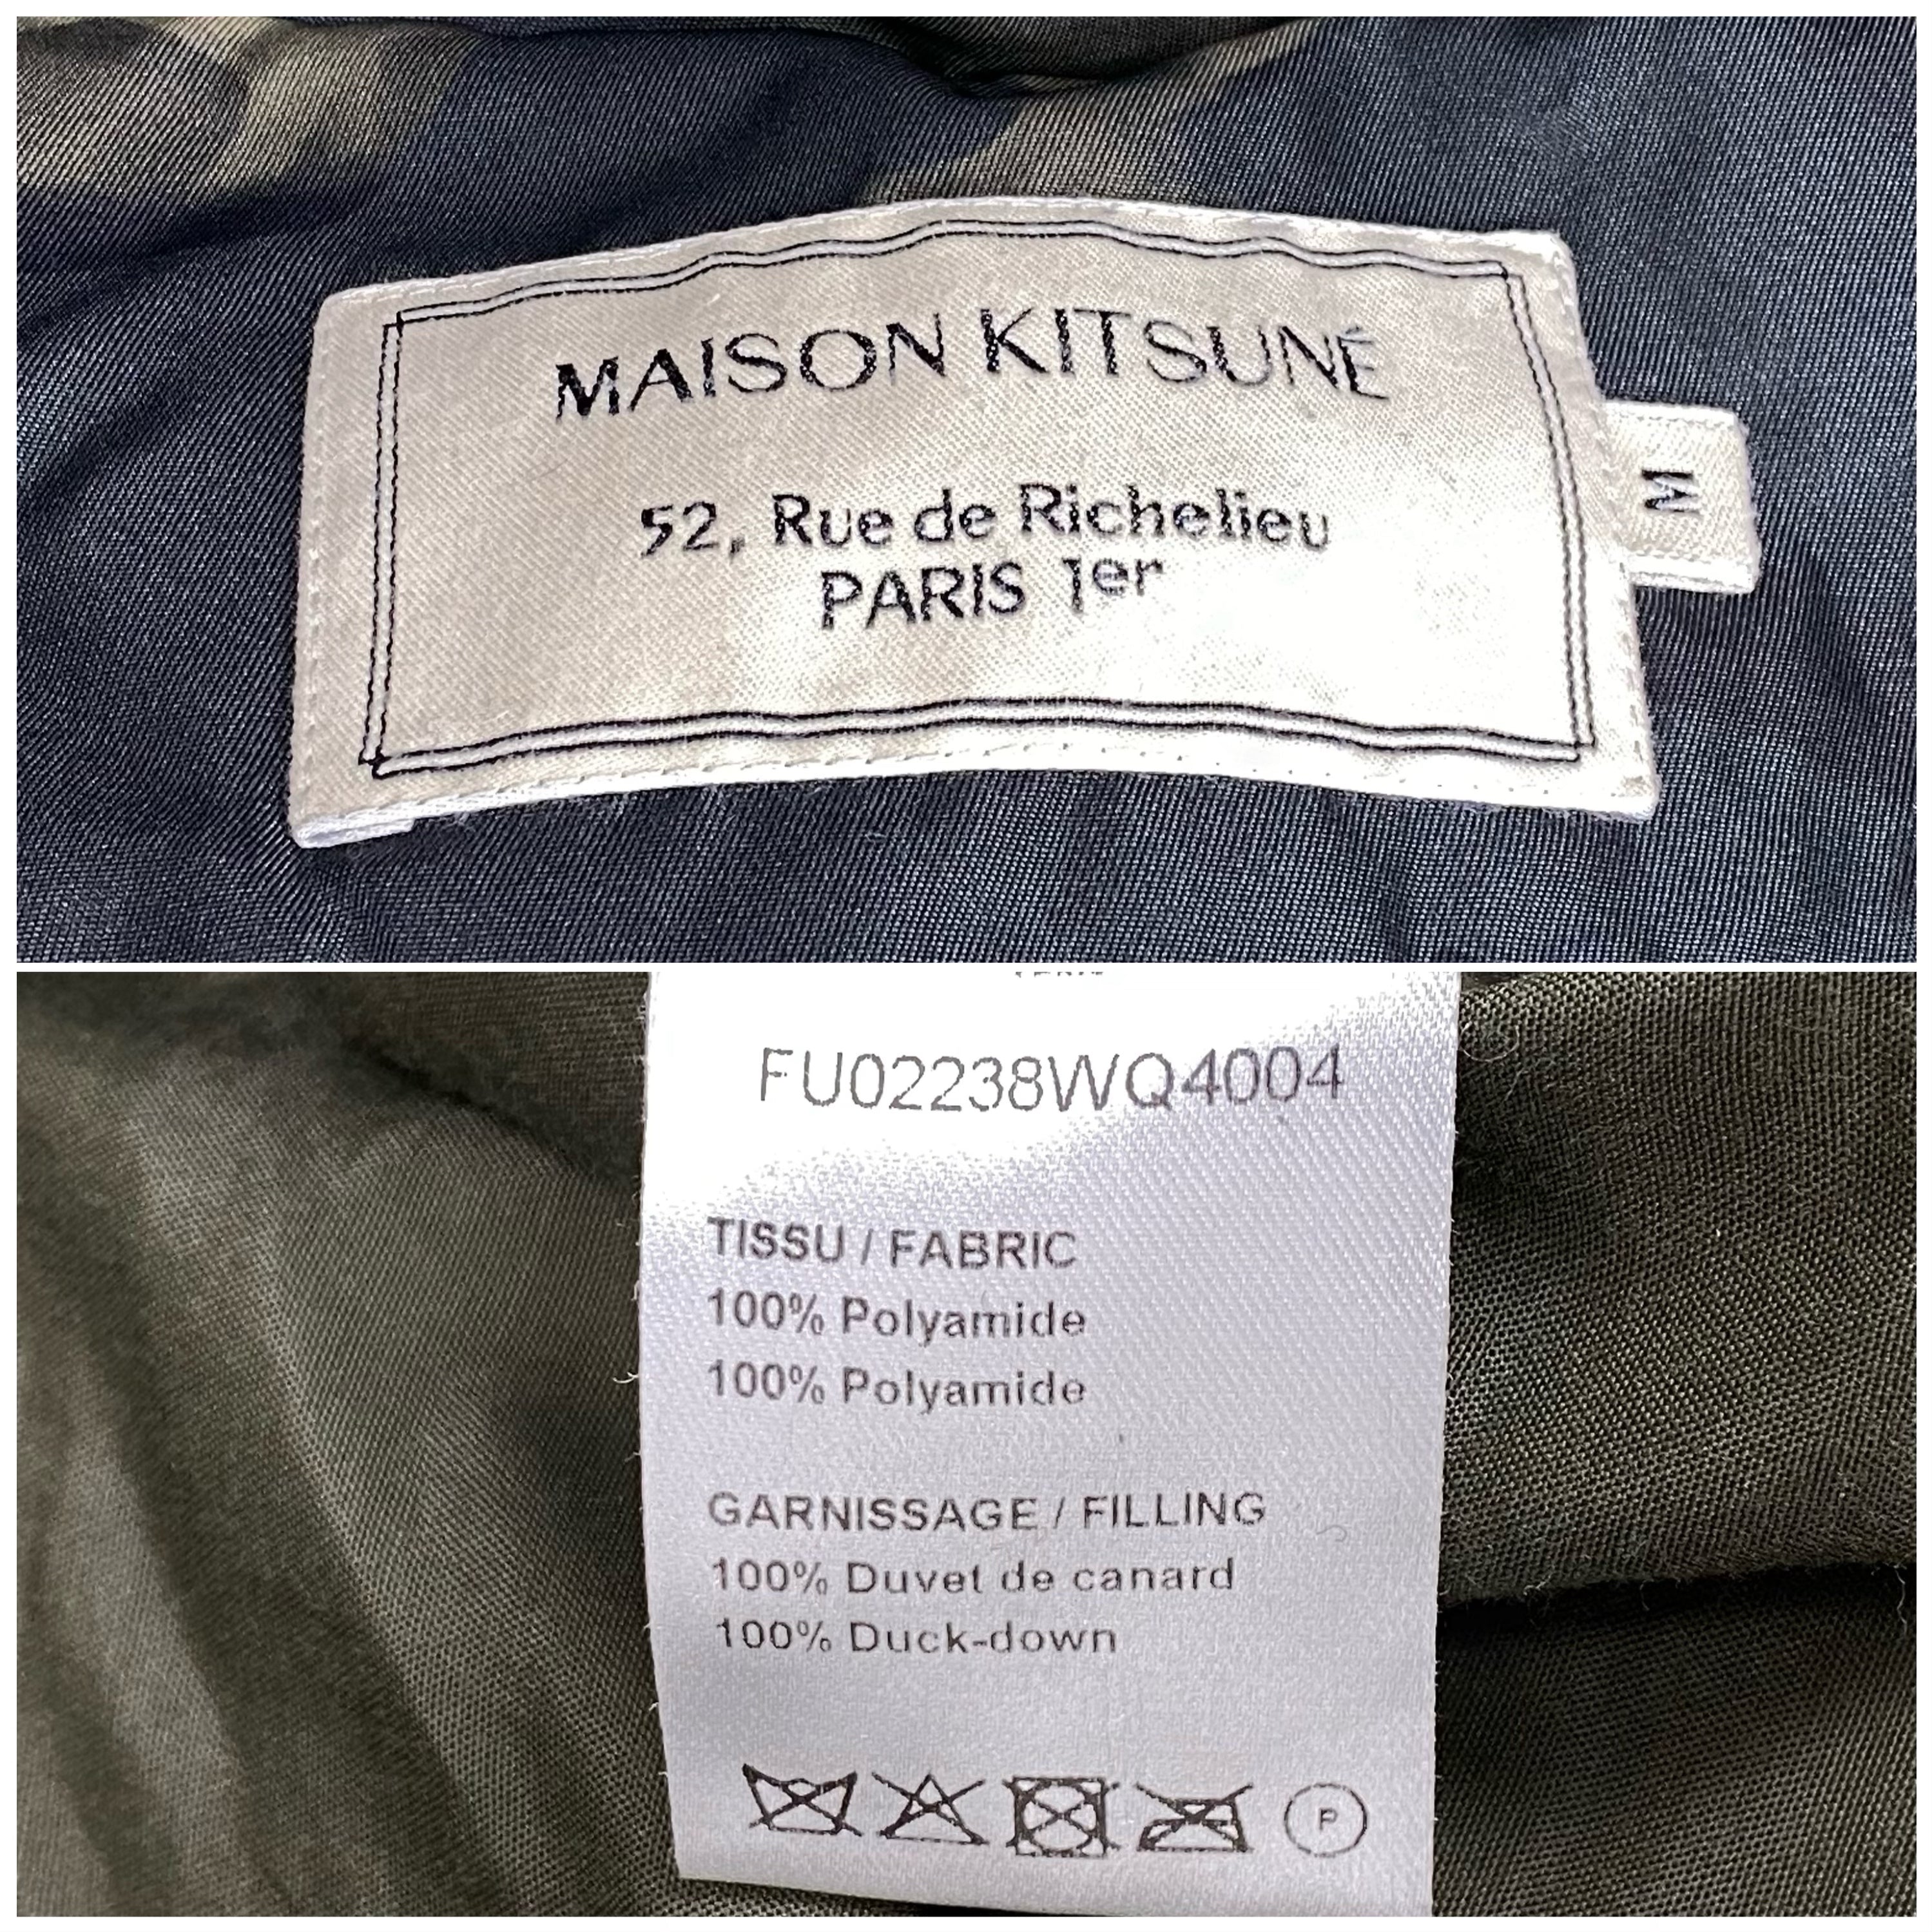 MAISON KITSUNÉ
52, Rue de Richelieu
PARIS 1er
M
FU02238WQ4004
TISSU / FABRIC
100% Polyamide
100% Polyamide
GARNISSAGE / FILLING
100% Duvet de canard
100% Duck-down
P